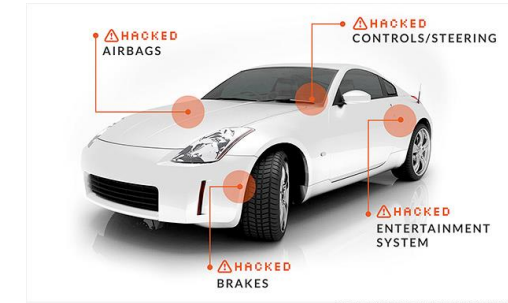 HACKED
AIRBAGS
HACKED
CONTROLS/STEERING
HACKED
ENTERTAINMENT
SYSTEM
HACKED
BRAKES